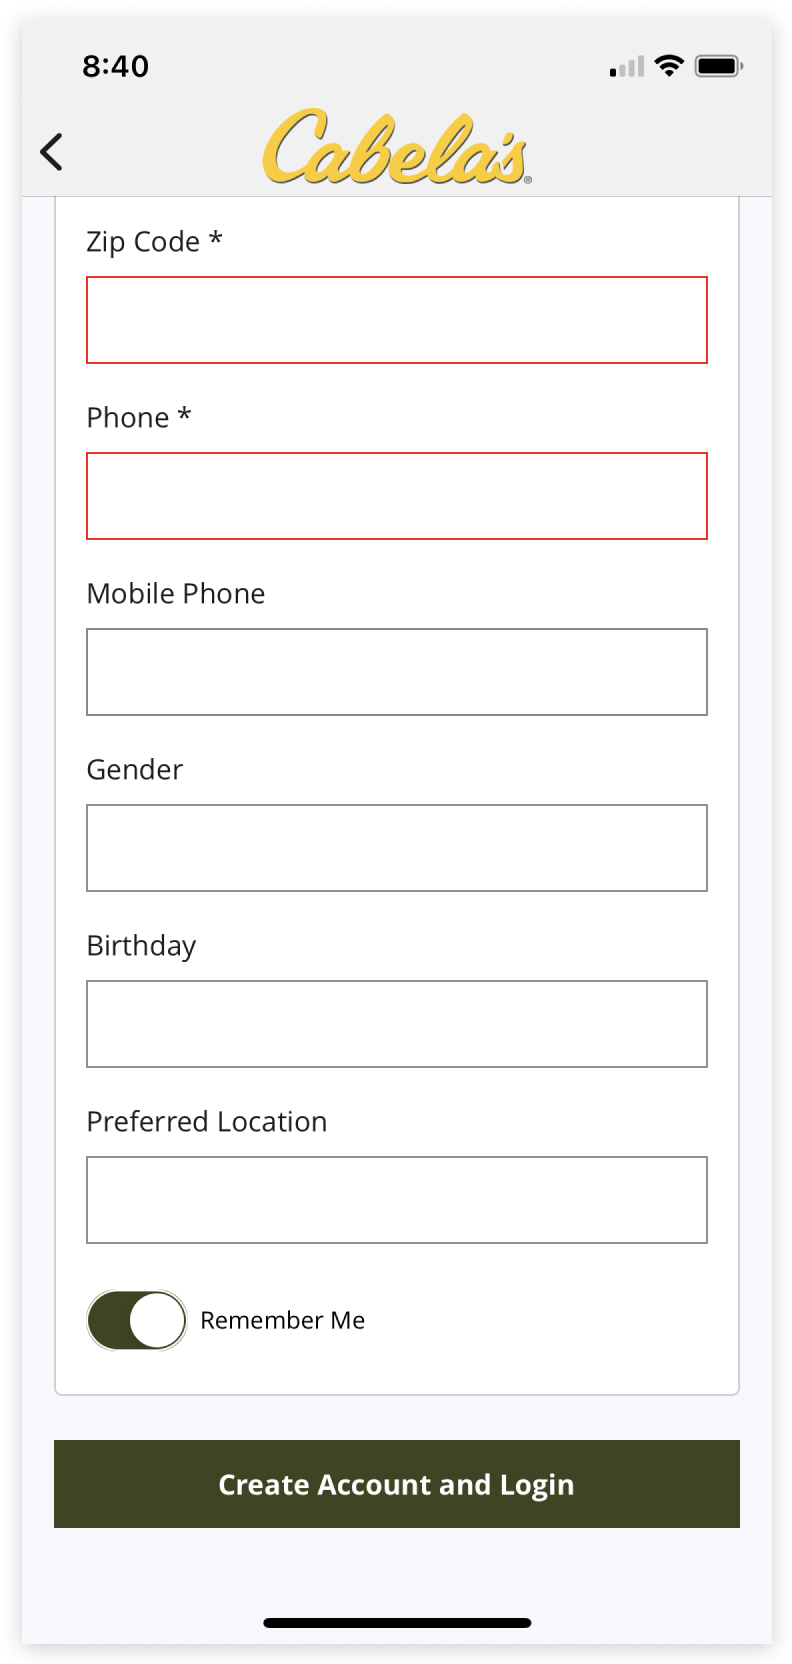 8:40
Cabela's®
Zip Code *
Phone *
Mobile Phone
Gender
Birthday
Preferred Location
Remember Me
Create Account and Login